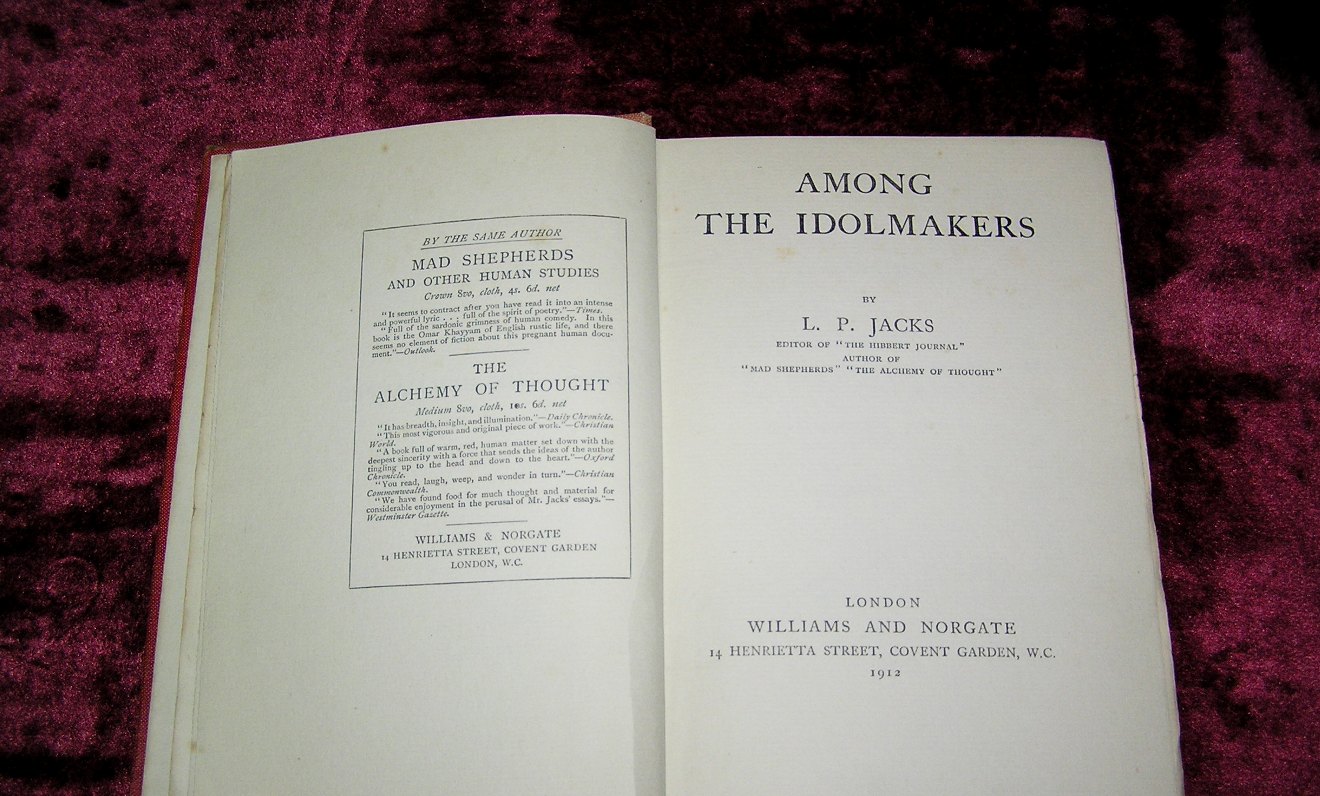 BY THE SAME AUTHOR
MAD SHEPHERDS
AND OTHER HUMAN STUDIES
Crown 8vo, cloth, 4s. 6d. net
"It seems to contract after you have read it into an intense
and powerful lyric . . . full of the spirit of poetry."—Times.
"Full of the sardonic grimness of human comedy. In this
book is the Omar Khayyam of English rustic life, and there
seems no element of fiction about this pregnant human docu-
ment."—Outlook.
THE
ALCHEMY OF THOUGHT
Medium 8vo, cloth, 10s. 6d. net
"It has breadth, insight, and illumination."—Daily Chronicle.
"This most vigorous and original piece of work."—Christian
World.
"A book full of warm, red, human matter set down with the
deepest sincerity with a force that sends the ideas of the author
tingling up to the head and down to the heart."—Oxford
Chronicle.
"You read, laugh, weep, and wonder in turn."—Christian
Commonwealth.
"We have found food for much thought and material for
considerable enjoyment in the perusal of Mr. Jacks' essays."—
Westminster Gazette.
WILLIAMS & NORGATE
14 HENRIETTA STREET, COVENT GARDEN
LONDON, W.C.
AMONG
THE IDOLMAKERS
BY
L. P. JACKS
EDITOR OF "THE HIBBERT JOURNAL"
AUTHOR OF
"MAD SHEPHERDS" "THE ALCHEMY OF THOUGHT"
LONDON
WILLIAMS AND NORGATE
14 HENRIETTA STREET, COVENT GARDEN, W.C.
1912